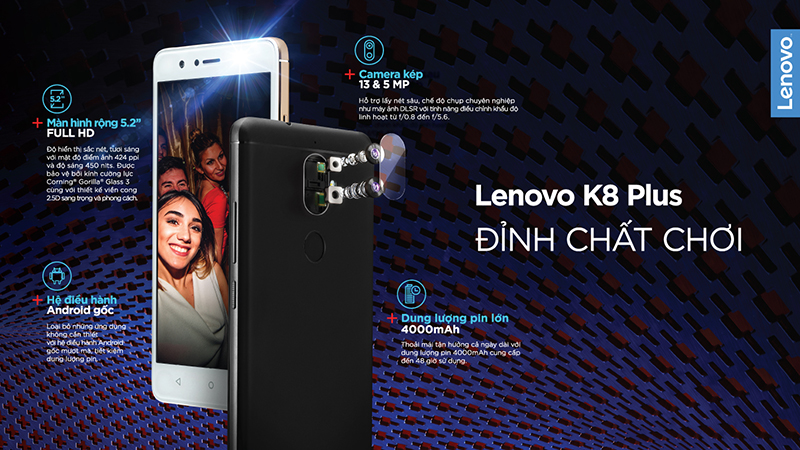 Lenovo
5.2"
+ Màn hình rộng 5.2"
FULL HD
Độ hiển thị sắc nét, tươi sáng
với mật độ điểm ảnh 424 ppi
và độ sáng 450 nits. Được
bảo vệ bởi kính cường lực
Corning® Gorilla® Glass 3
cùng với thiết kế viền cong
2.5D sang trọng và phong cách.
+ Camera kép
13 & 5 MP
Hỗ trợ lấy nét sâu, chế độ chụp chuyên nghiệp
như máy ảnh DLSR với tính năng điều chỉnh khẩu độ
linh hoạt từ f/0.8 đến f/5.6.
Lenovo K8 Plus
ĐỈNH CHẤT CHƠI
+ Hệ điều hành
Android gốc
Loại bỏ những ứng dụng
không cần thiết
với hệ điều hành Android
gốc mượt mà, tiết kiệm
dung lượng pin.
+ Dung lượng pin lớn
4000mAh
Thoải mái tận hưởng cả ngày dài với
dung lượng pin 4000mAh cung cấp
đến 48 giờ sử dụng.